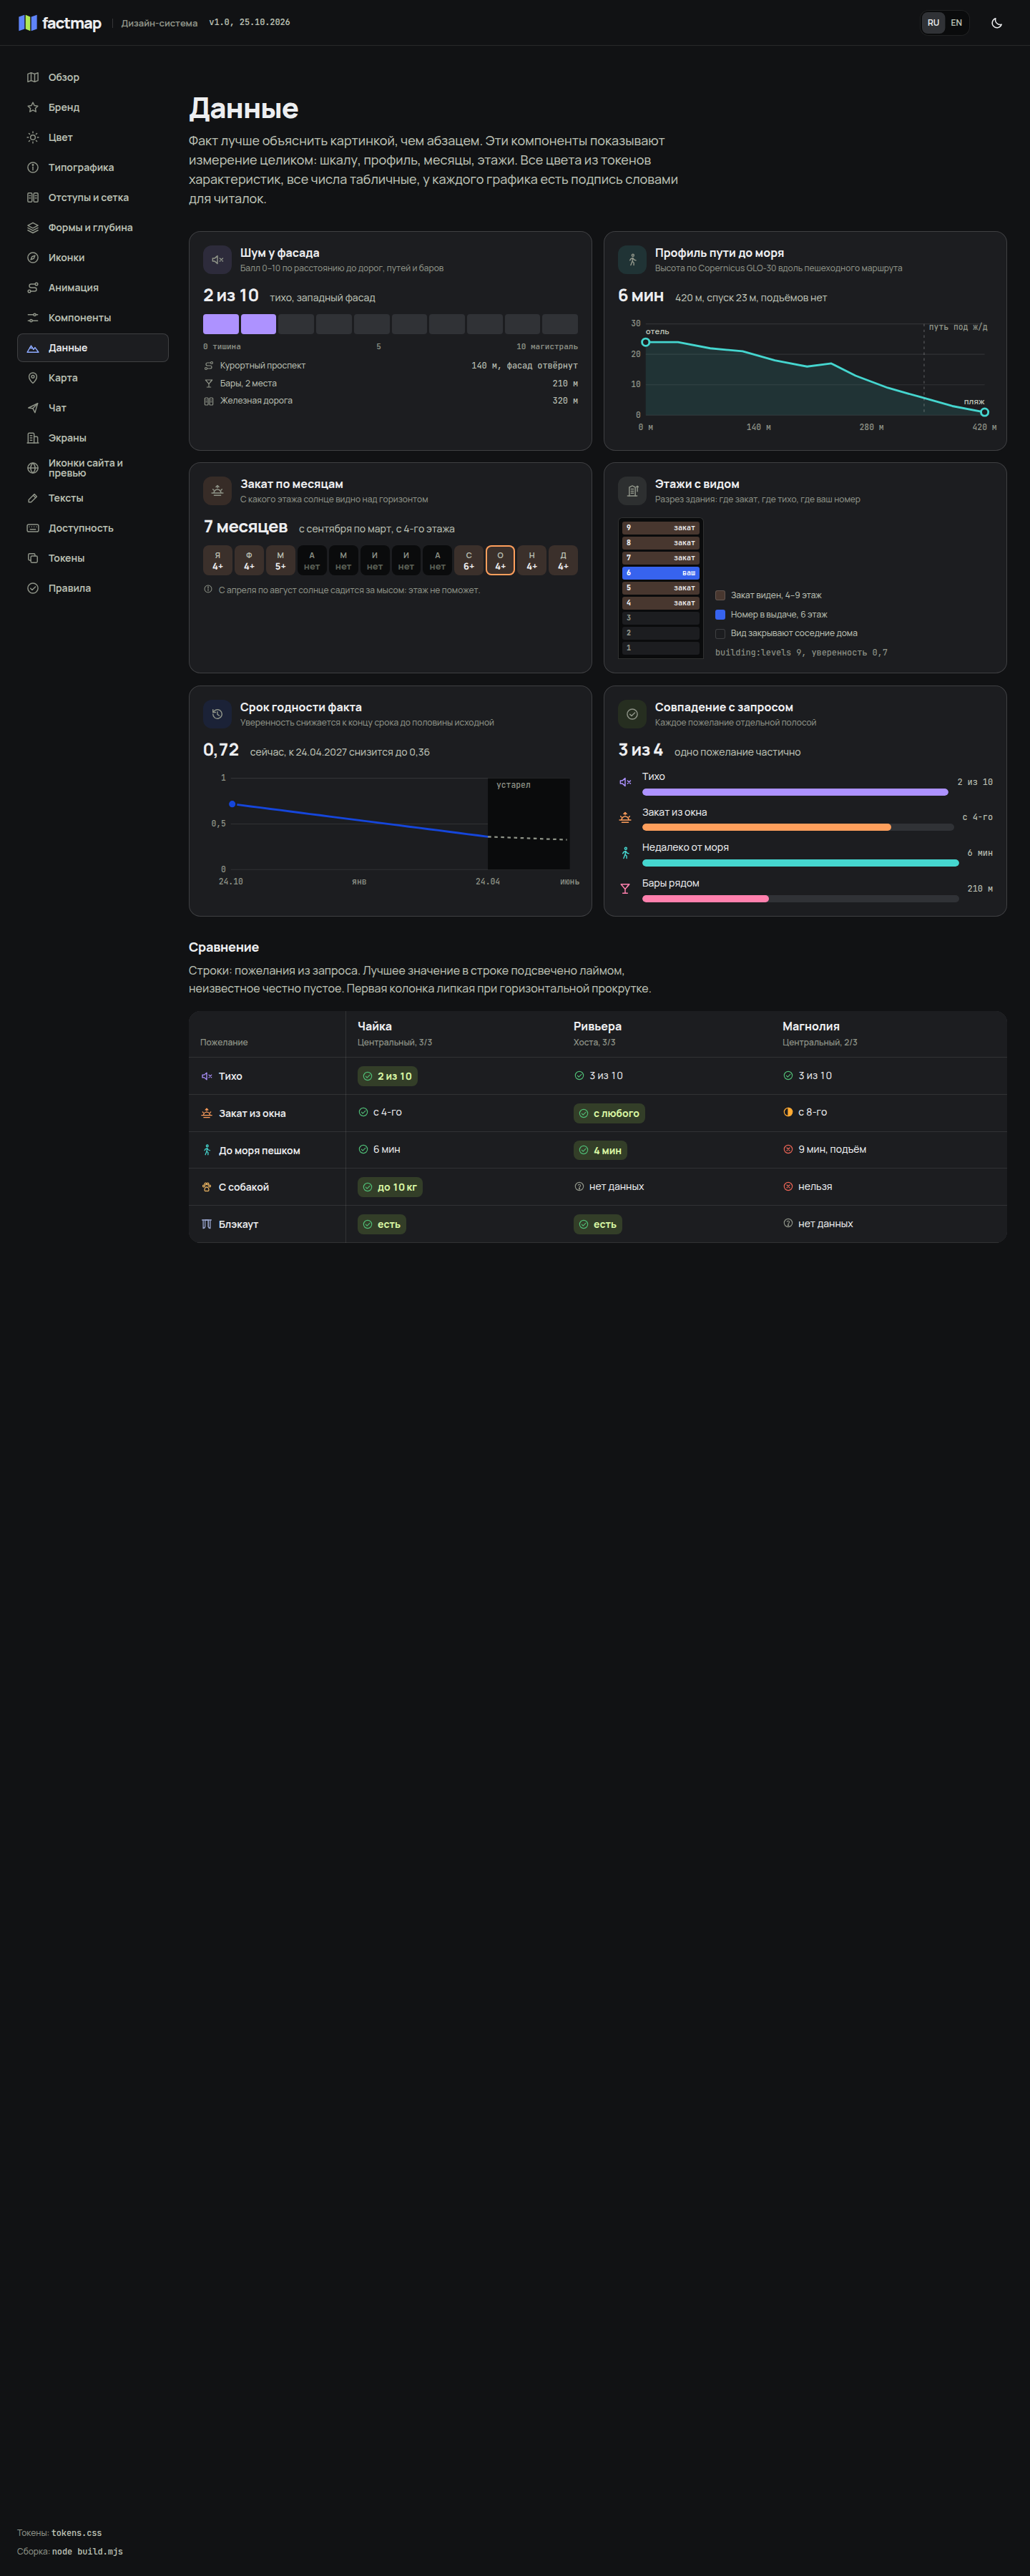 factmap
Дизайн-система
v1.0, 25.10.2026
RU
EN
Обзор
Бренд
Цвет
Типографика
Отступы и сетка
Формы и глубина
Иконки
Анимация
Компоненты
Данные
Карта
Чат
Экраны
Иконки сайта и
превью
Тексты
Доступность
Токены
Правила
Данные
Факт лучше объяснить картинкой, чем абзацем. Эти компоненты показывают
измерение целиком: шкалу, профиль, месяцы, этажи. Все цвета из токенов
характеристик, все числа табличные, у каждого графика есть подпись словами
для читалок.
Шум у фасада
Балл 0–10 по расстоянию до дорог, путей и баров
2 из 10 тихо, западный фасад
0 тишина 5 10 магистраль
Курортный проспект 140 м, фасад отвёрнут
Бары, 2 места 210 м
Железная дорога 320 м
Профиль пути до моря
Высота по Copernicus GLO-30 вдоль пешеходного маршрута
6 мин 420 м, спуск 23 м, подъёмов нет
30
путь под ж/д
отель
20
10
пляж
0
0 м 140 м 280 м 420 м
Закат по месяцам
С какого этажа солнце видно над горизонтом
7 месяцев с сентября по март, с 4-го этажа
Я Ф М А М И И А С О Н Д
4+ 4+ 5+ нет нет нет нет нет 6+ 4+ 4+ 4+
С апреля по август солнце садится за мысом: этаж не поможет.
Этажи с видом
Разрез здания: где закат, где тихо, где ваш номер
9 закат
8 закат
7 закат
6 ваш
5 закат
4 закат
3
2
1
Закат виден, 4–9 этаж
Номер в выдаче, 6 этаж
Вид закрывают соседние дома
building:levels 9, уверенность 0,7
Срок годности факта
Уверенность снижается к концу срока до половины исходной
0,72 сейчас, к 24.04.2027 снизится до 0,36
1
устарел
0,5
0
24.10 янв 24.04 июнь
Совпадение с запросом
Каждое пожелание отдельной полосой
3 из 4 одно пожелание частично
Тихо 2 из 10
Закат из окна с 4-го
Недалеко от моря 6 мин
Бары рядом 210 м
Сравнение
Строки: пожелания из запроса. Лучшее значение в строке подсвечено лаймом,
неизвестное честно пустое. Первая колонка липкая при горизонтальной прокрутке.
Чайка Ривьера Магнолия
Пожелание Центральный, 3/3 Хоста, 3/3 Центральный, 2/3
Тихо 2 из 10 3 из 10 3 из 10
Закат из окна с 4-го с любого с 8-го
До моря пешком 6 мин 4 мин 9 мин, подъём
С собакой до 10 кг нет данных нельзя
Блэкаут есть есть нет данных
Токены: tokens.css
Сборка: node build.mjs